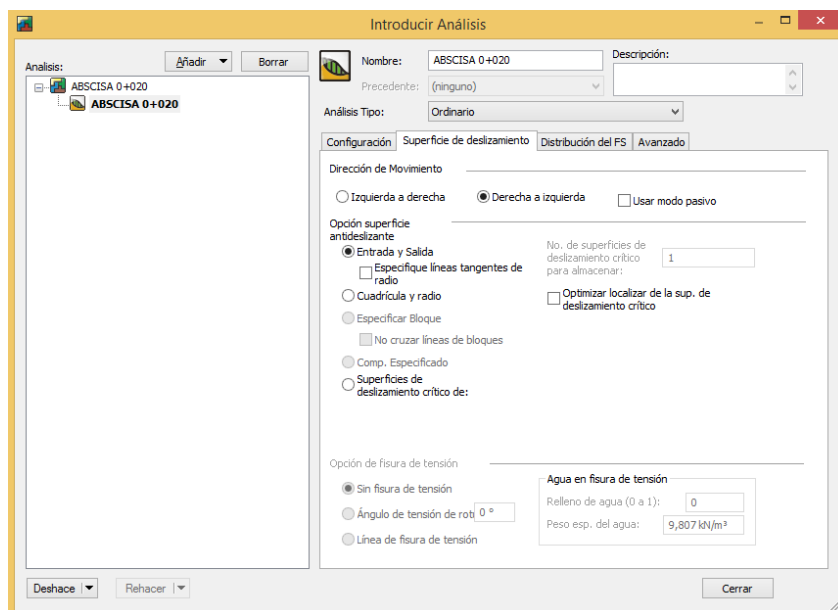 Introducir Análisis
Analisis:
Añadir
Borrar
ABSCISA 0+020
ABSCISA 0+020
Nombre:
ABSCISA 0+020
Descripción:
Precedente:
(ninguno)
Análisis Tipo:
Ordinario
Configuración
Superficie de deslizamiento
Distribución del FS
Avanzado
Dirección de Movimiento
Izquierda a derecha
Derecha a izquierda
Usar modo pasivo
Opción superficie
antideslizante
Entrada y Salida
Especifique líneas tangentes de
radio
Cuadrícula y radio
Especificar Bloque
No cruzar líneas de bloques
Comp. Especificado
Superficies de
deslizamiento crítico de:
No. de superficies de
deslizamiento crítico
para almacenar:
1
Optimizar localizar de la sup. de
deslizamiento crítico
Opción de fisura de tensión
Sin fisura de tensión
Ángulo de tensión de rot
0 °
Línea de fisura de tensión
Agua en fisura de tensión
Relleno de agua (0 a 1):
0
Peso esp. del agua:
9,807 kN/m³
Deshace
Rehacer
Cerrar